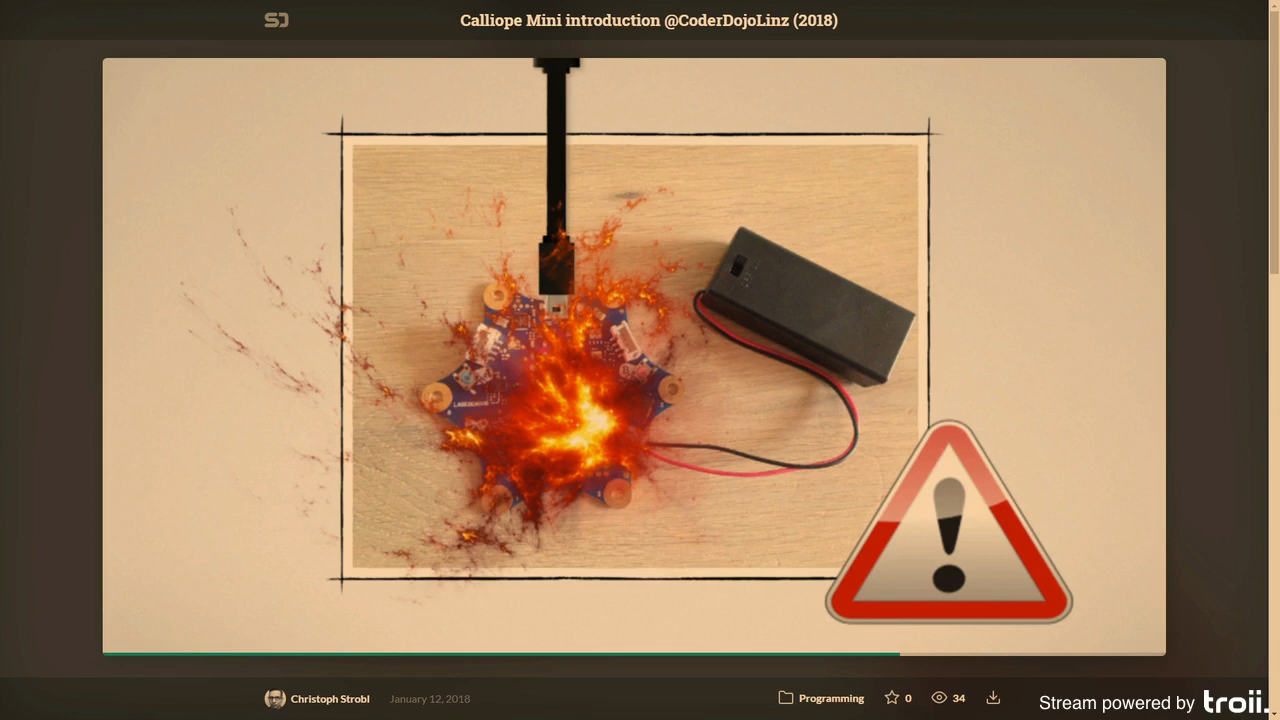 SJ
Calliope Mini introduction @CoderDojoLinz (2018)
Christoph Strobl
January 12, 2018
Programming
0
34
Stream powered by troii.